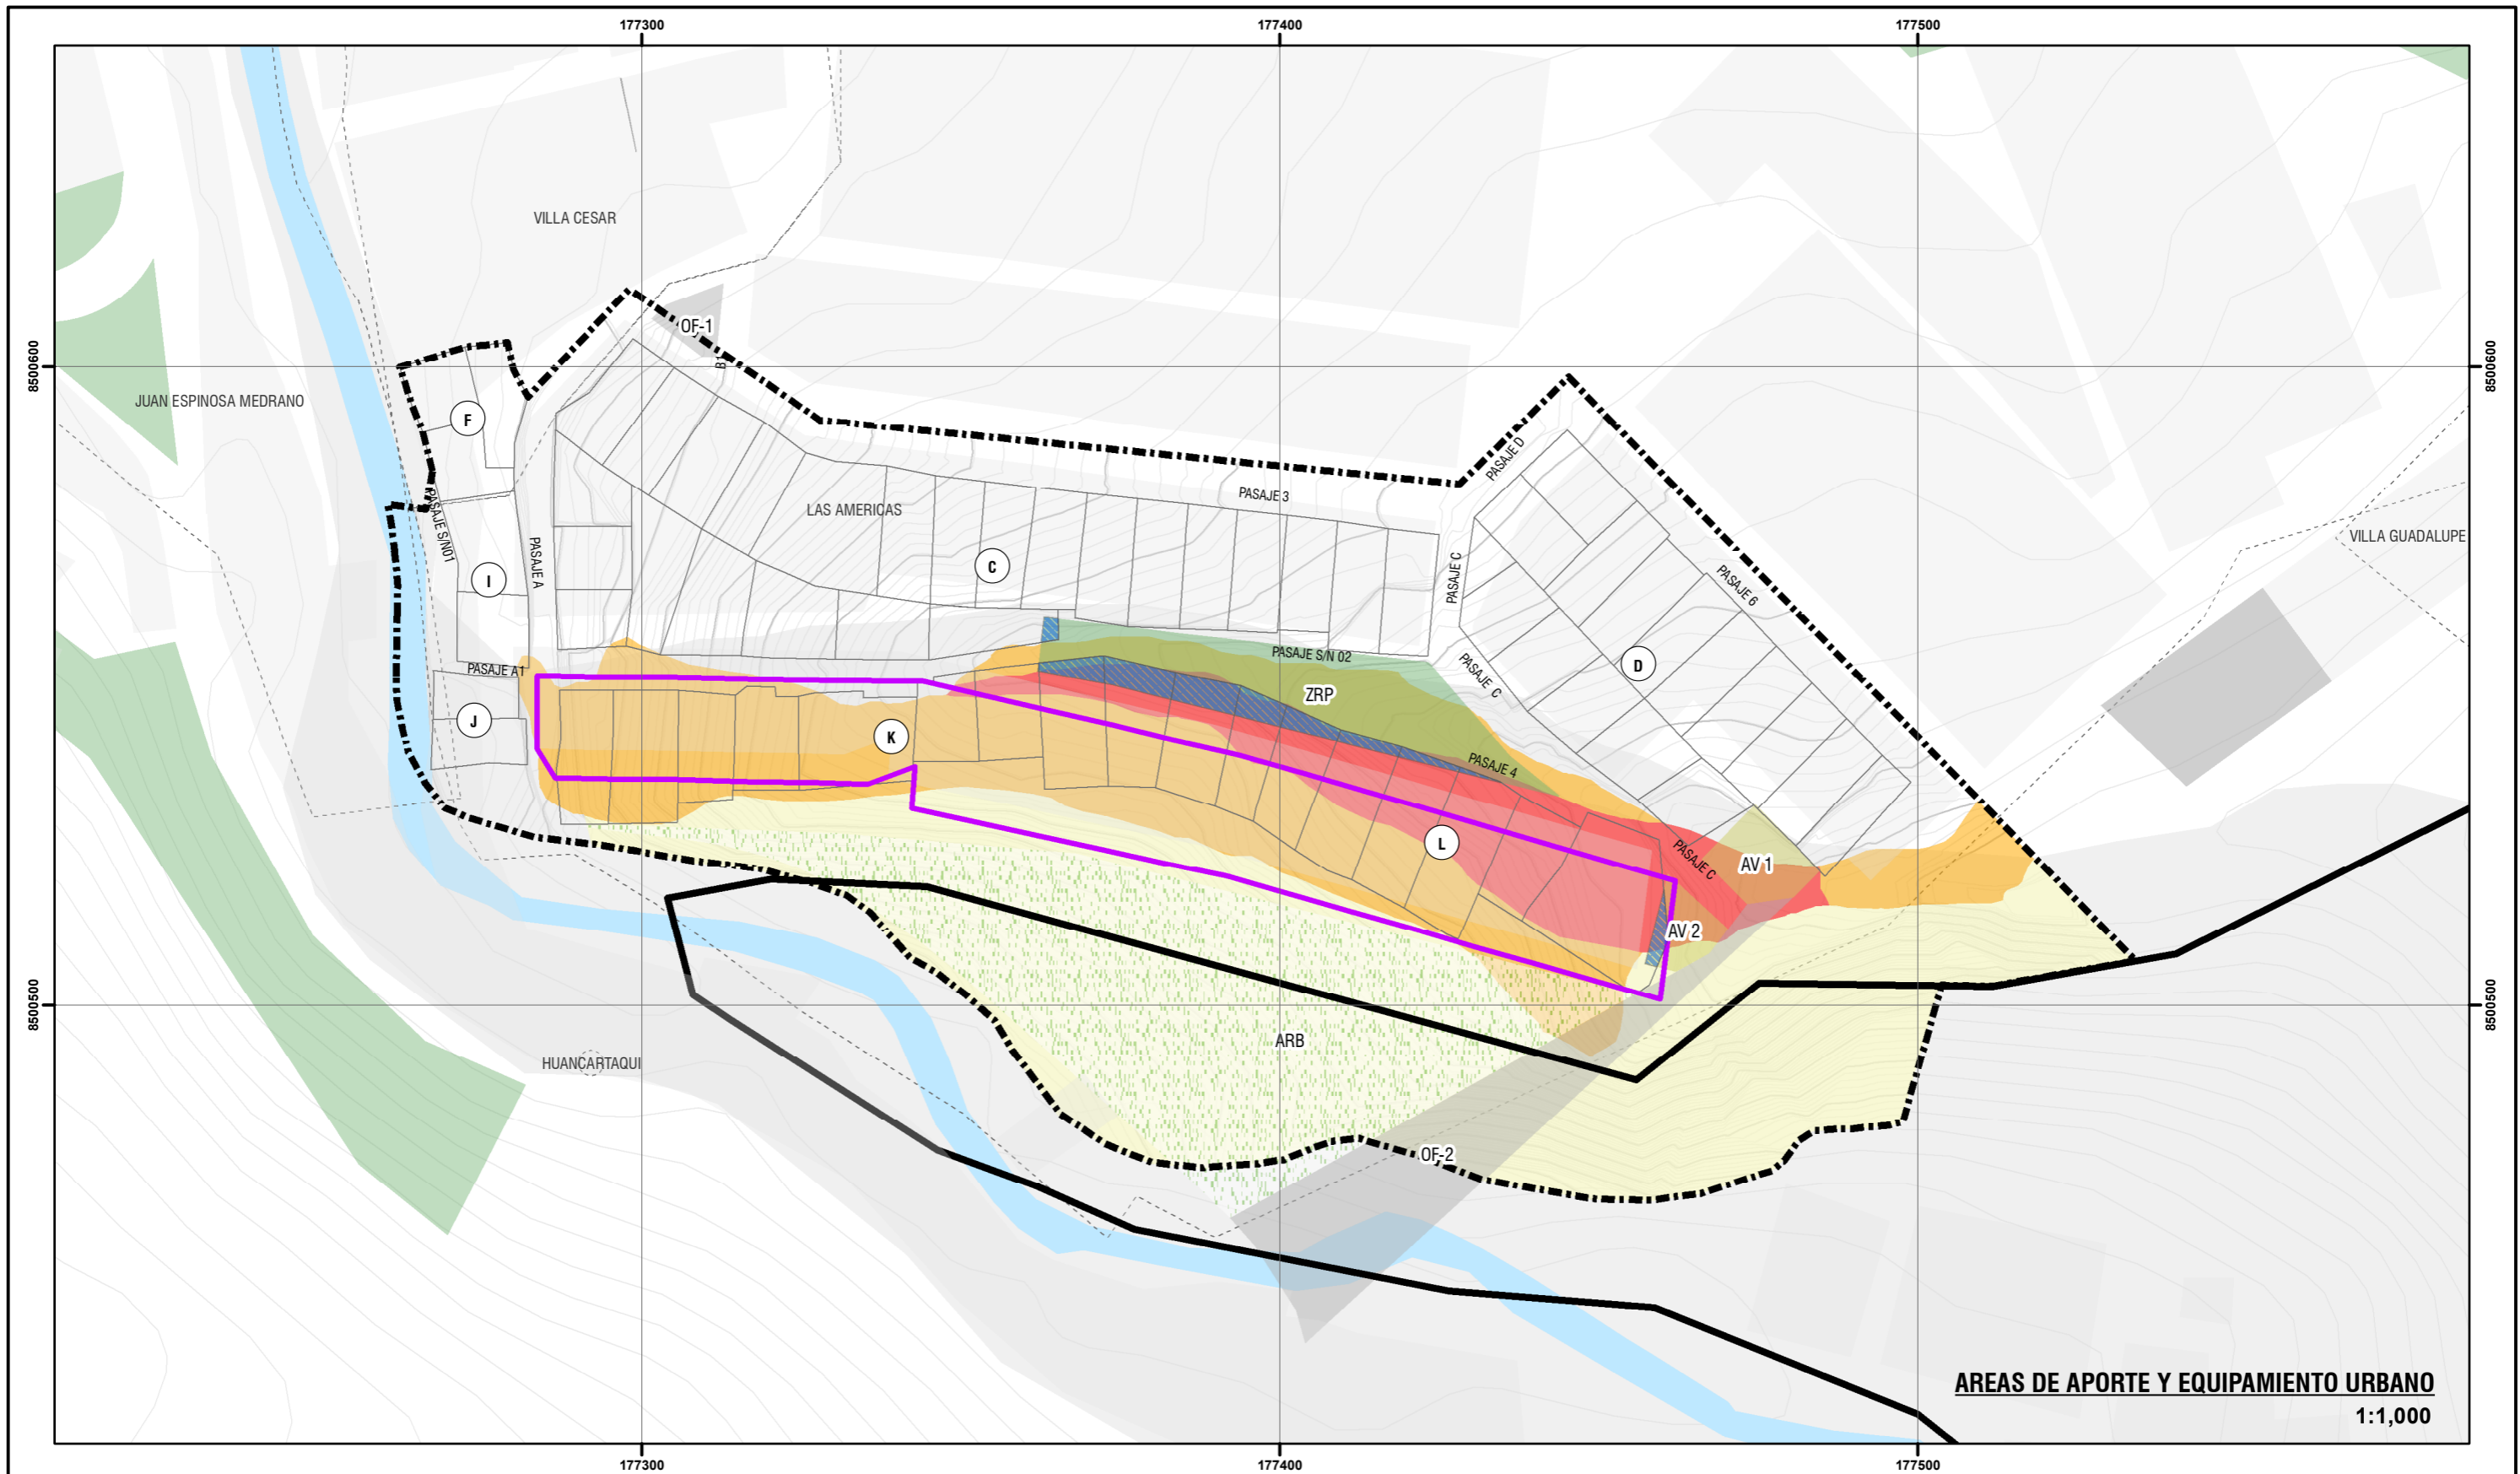 177300
177400
177500
VILLA CESAR
OF-1
B1
8500600
8500600
JUAN ESPINOSA MEDRANO
F
PASAJE D
PASAJE 3
LAS AMERICAS
PASAJE S/N01
PASAJE A
I
C
PASAJE C
PASAJE 6
VILLA GUADALUPE
PASAJE A1
PASAJE S/N 02
PASAJE C
D
ZRP
J
K
PASAJE 4
L
PASAJE C
AV 1
AV 2
8500500
8500500
ARB
HUANCARTAQUI
OF-2
AREAS DE APORTE Y EQUIPAMIENTO URBANO
1:1,000
177300
177400
177500